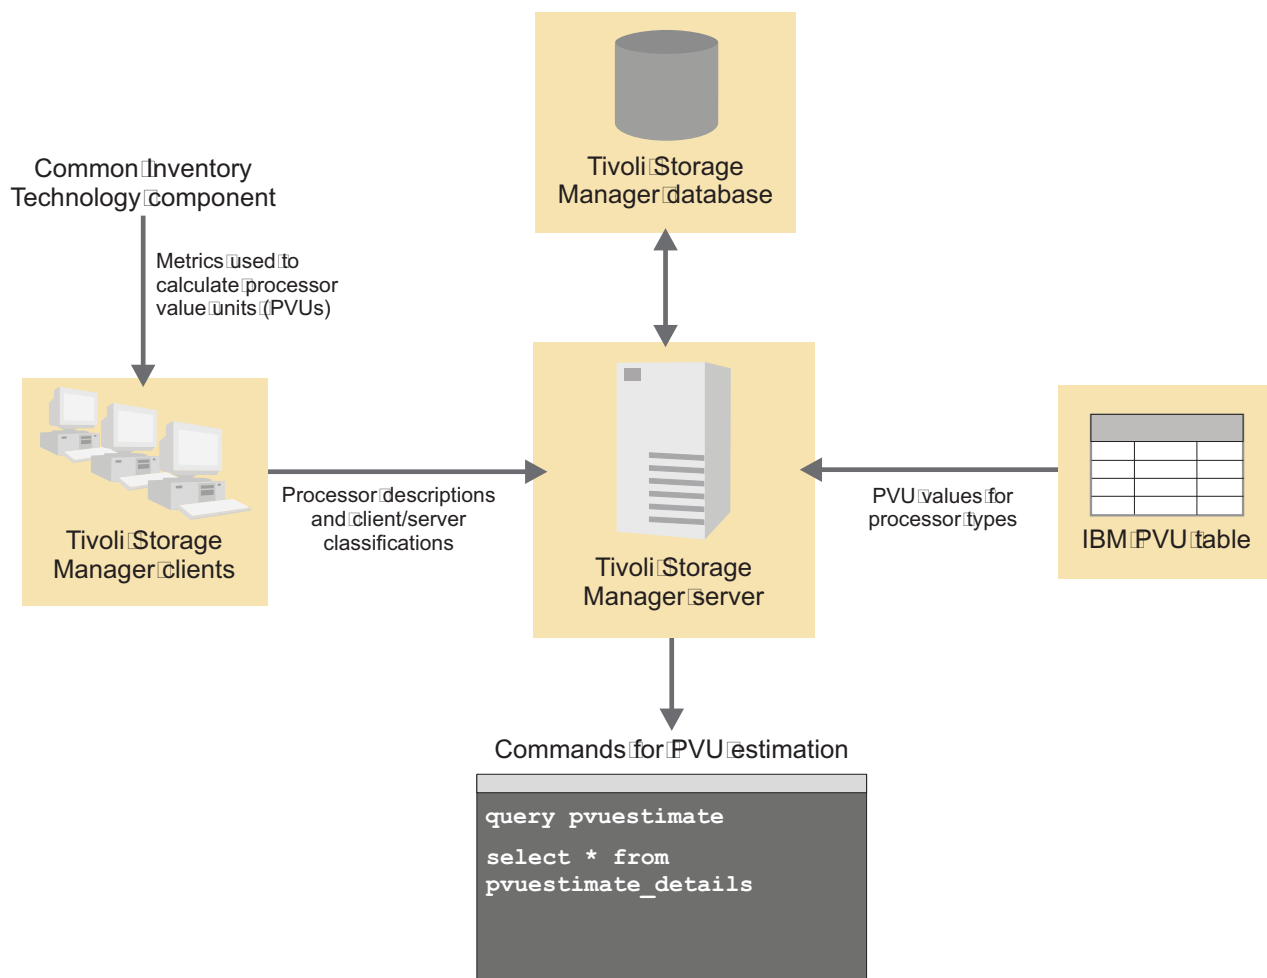 Tivoli Storage
Manager database
Common Inventory
Technology component
Metrics used to
calculate processor
value units (PVUs)
Tivoli Storage
Manager clients
Processor descriptions
and client/server
classifications
Tivoli Storage
Manager server
PVU values for
processor types
IBM PVU table
Commands for PVU estimation
query pvuestimate
select * from
pvuestimate_details